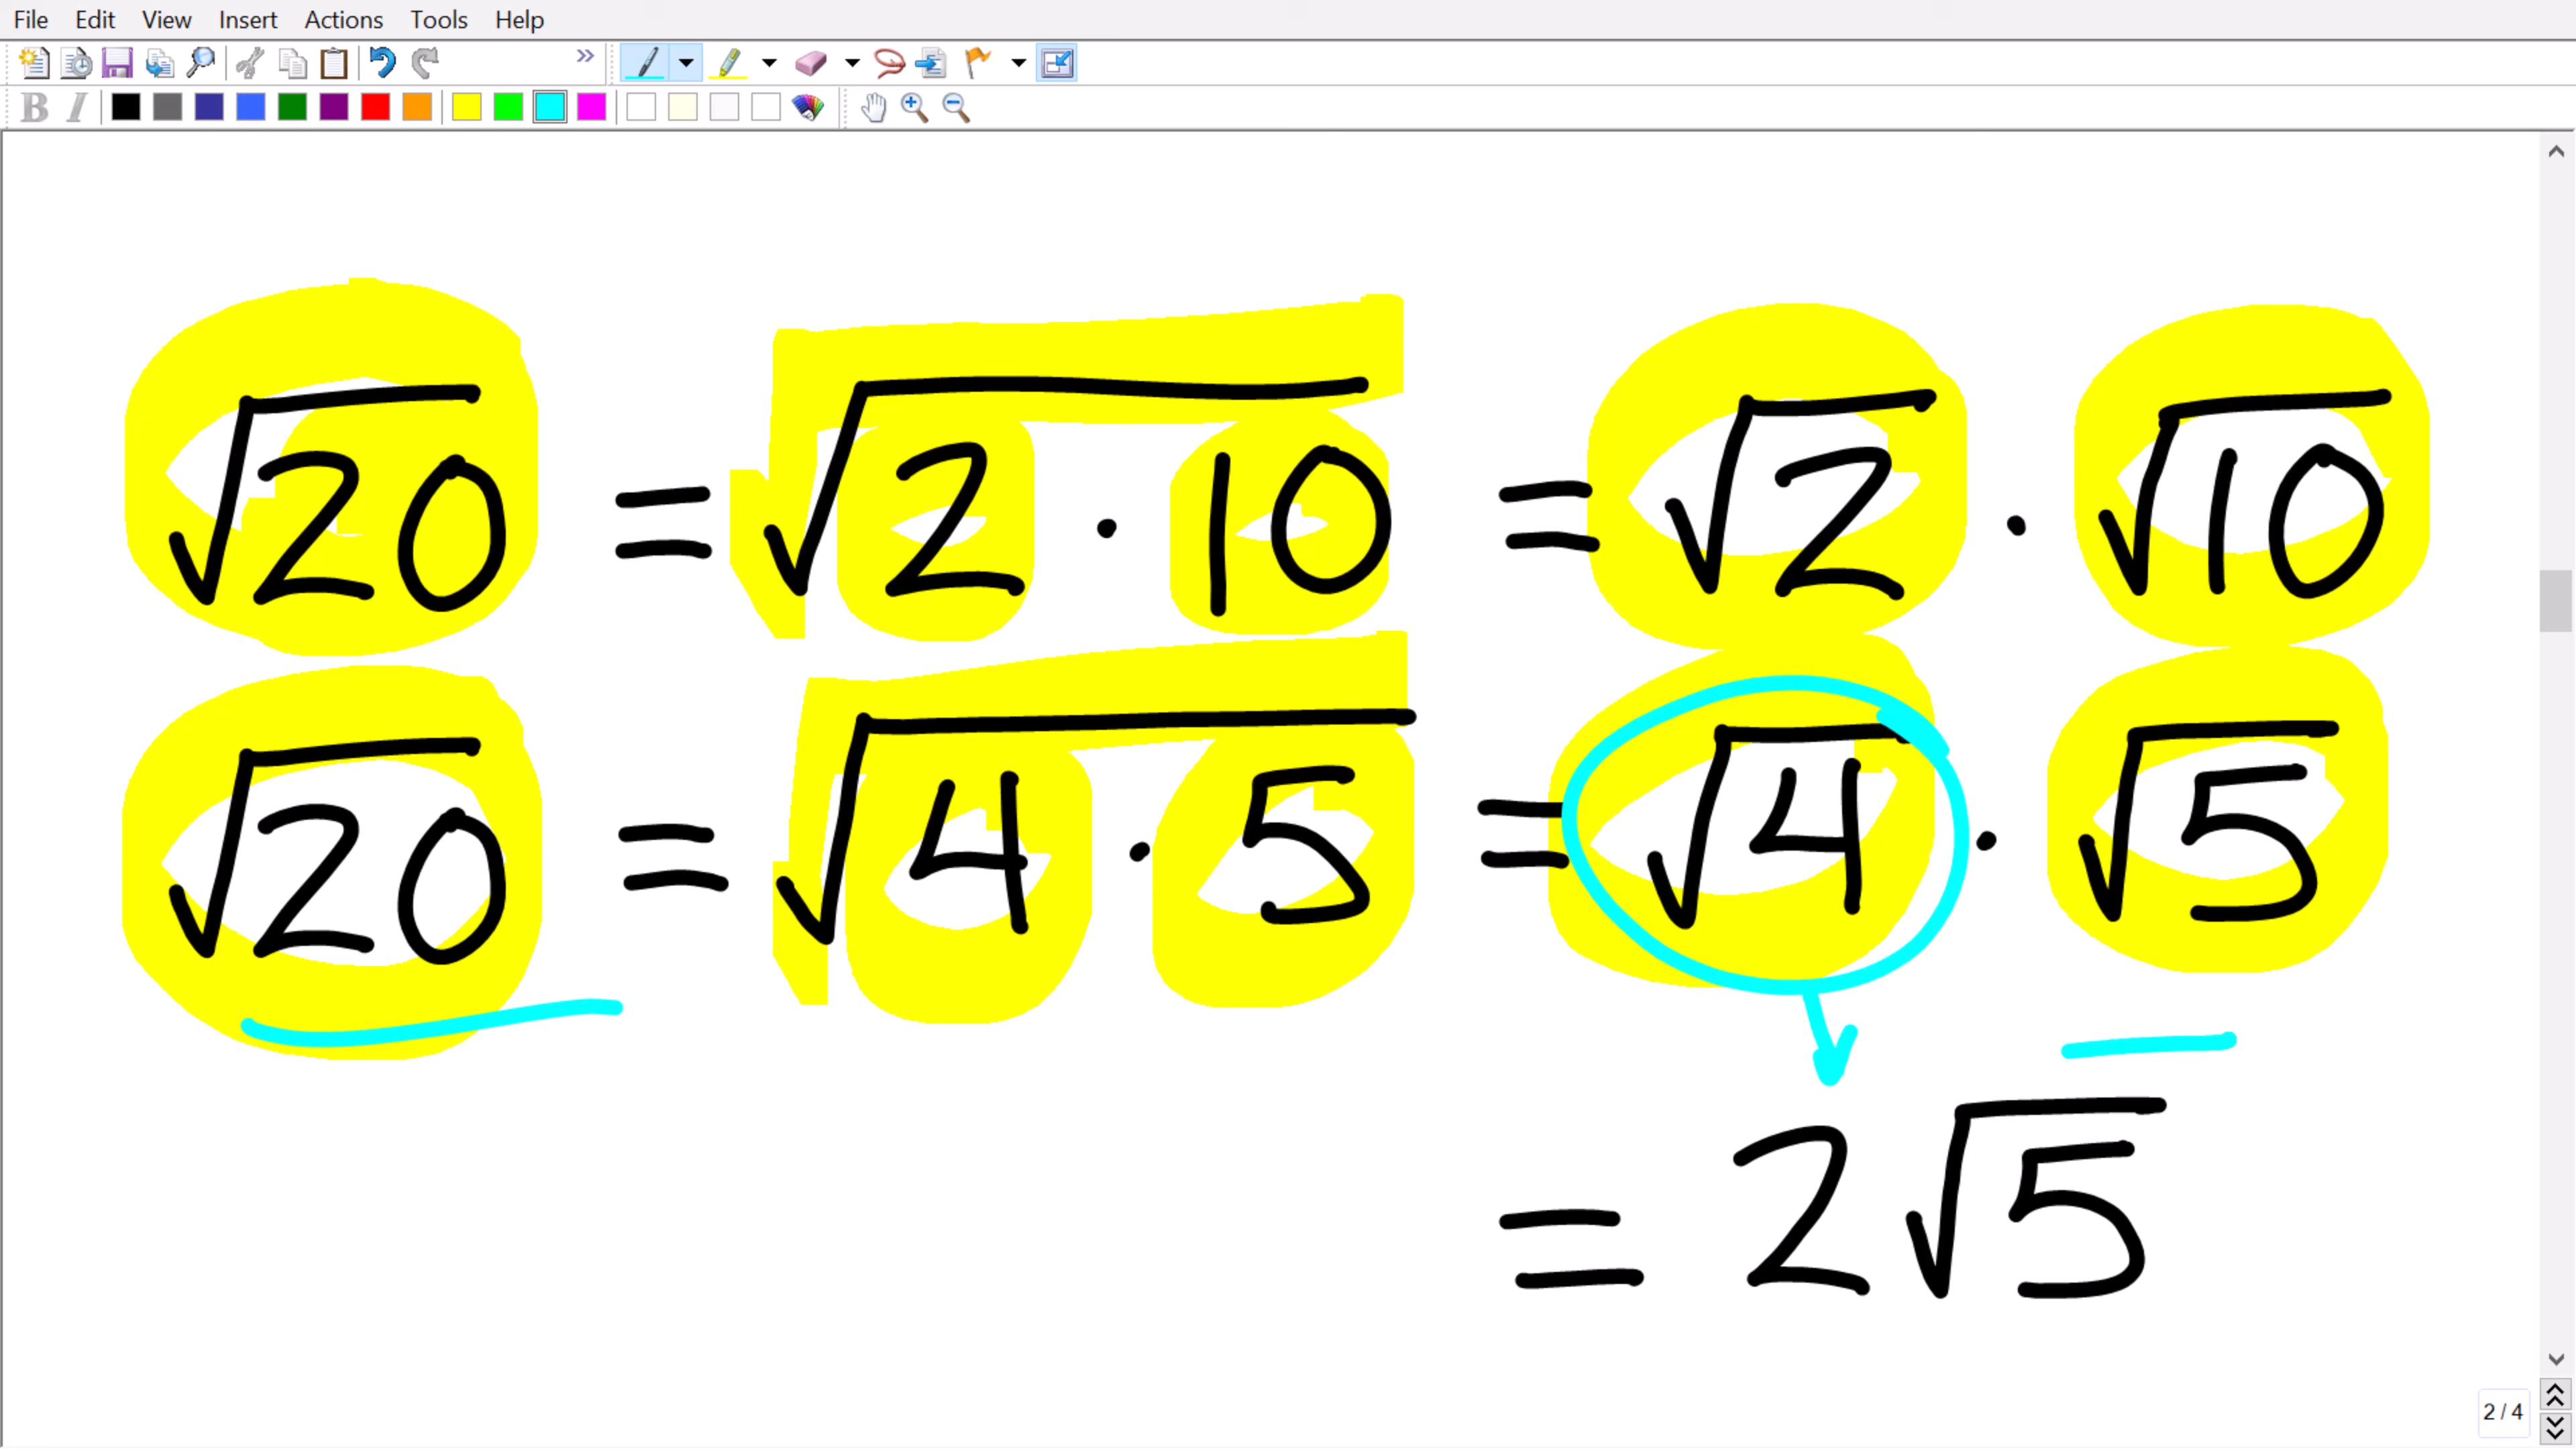 File Edit View Insert Actions Tools Help
B I
√20 = √2 · 10 = √2 · √10
√20 = √4 · 5 = √4 · √5
= 2√5
2 / 4